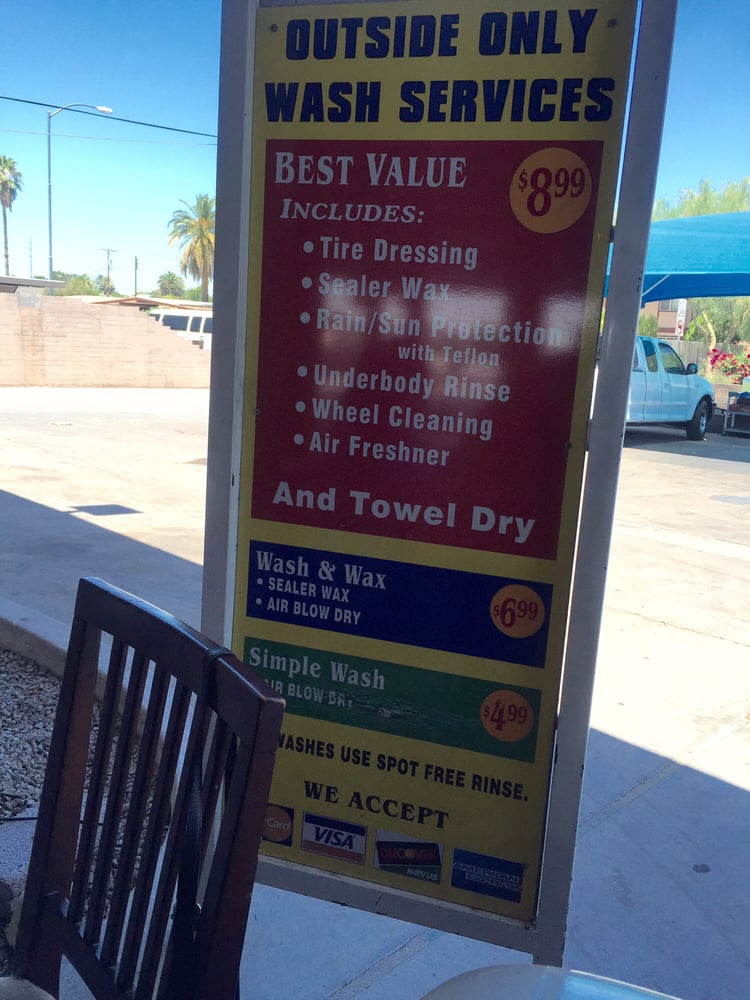 OUTSIDE ONLY
WASH SERVICES
BEST VALUE
$8.99
INCLUDES:
• Tire Dressing
• Sealer Wax
• Rain/Sun Protection
with Teflon
• Underbody Rinse
• Wheel Cleaning
• Air Freshner
And Towel Dry
Wash & Wax
• SEALER WAX
• AIR BLOW DRY
$6.99
Simple Wash
AIR BLOW DRY
$4.99
WASHES USE SPOT FREE RINSE.
WE ACCEPT
Card
VISA
DISCOVER
NOVUS
AMERICAN
EXPRESS